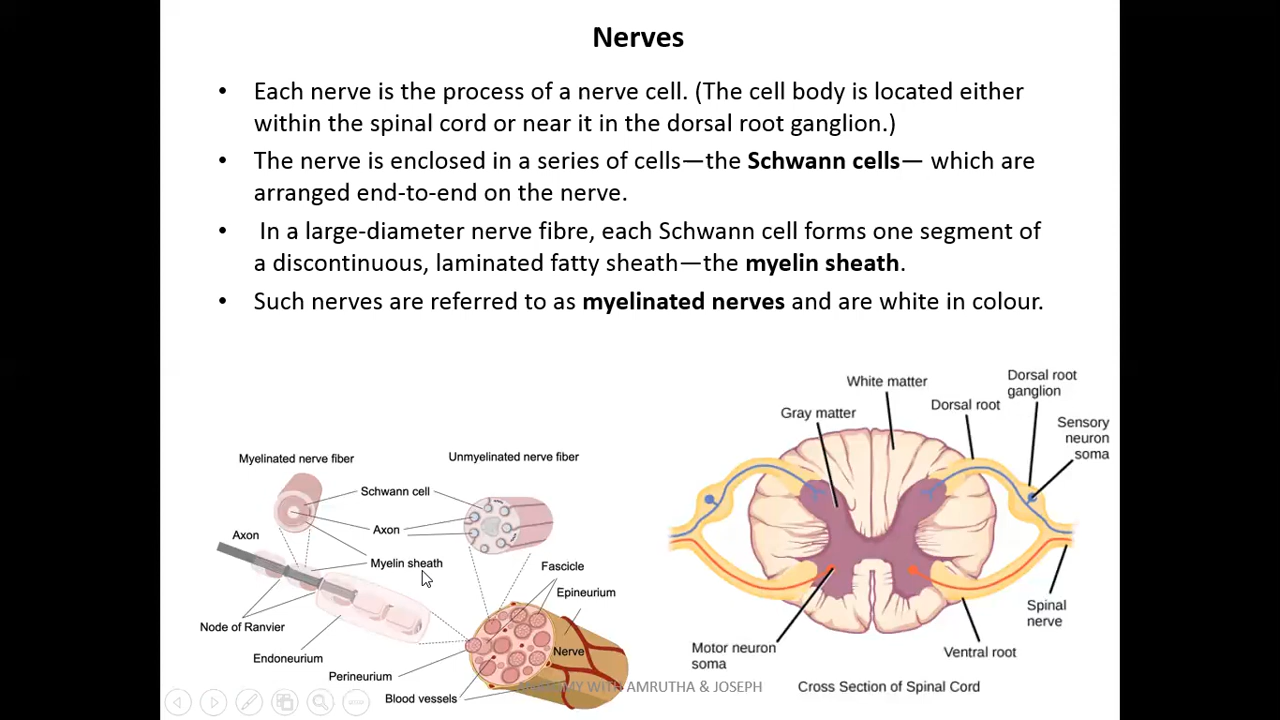 Nerves
• Each nerve is the process of a nerve cell. (The cell body is located either
within the spinal cord or near it in the dorsal root ganglion.)
• The nerve is enclosed in a series of cells—the Schwann cells— which are
arranged end-to-end on the nerve.
• In a large-diameter nerve fibre, each Schwann cell forms one segment of
a discontinuous, laminated fatty sheath—the myelin sheath.
• Such nerves are referred to as myelinated nerves and are white in colour.
Myelinated nerve fiber
Unmyelinated nerve fiber
Schwann cell
Axon
Axon
Myelin sheath
Fascicle
Epineurium
Node of Ranvier
Endoneurium
Nerve
Perineurium
Blood vessels
White matter
Gray matter
Dorsal root
Dorsal root
ganglion
Sensory
neuron
soma
Spinal
nerve
Motor neuron
soma
Ventral root
Cross Section of Spinal Cord
WITH AMRUTHA & JOSEPH